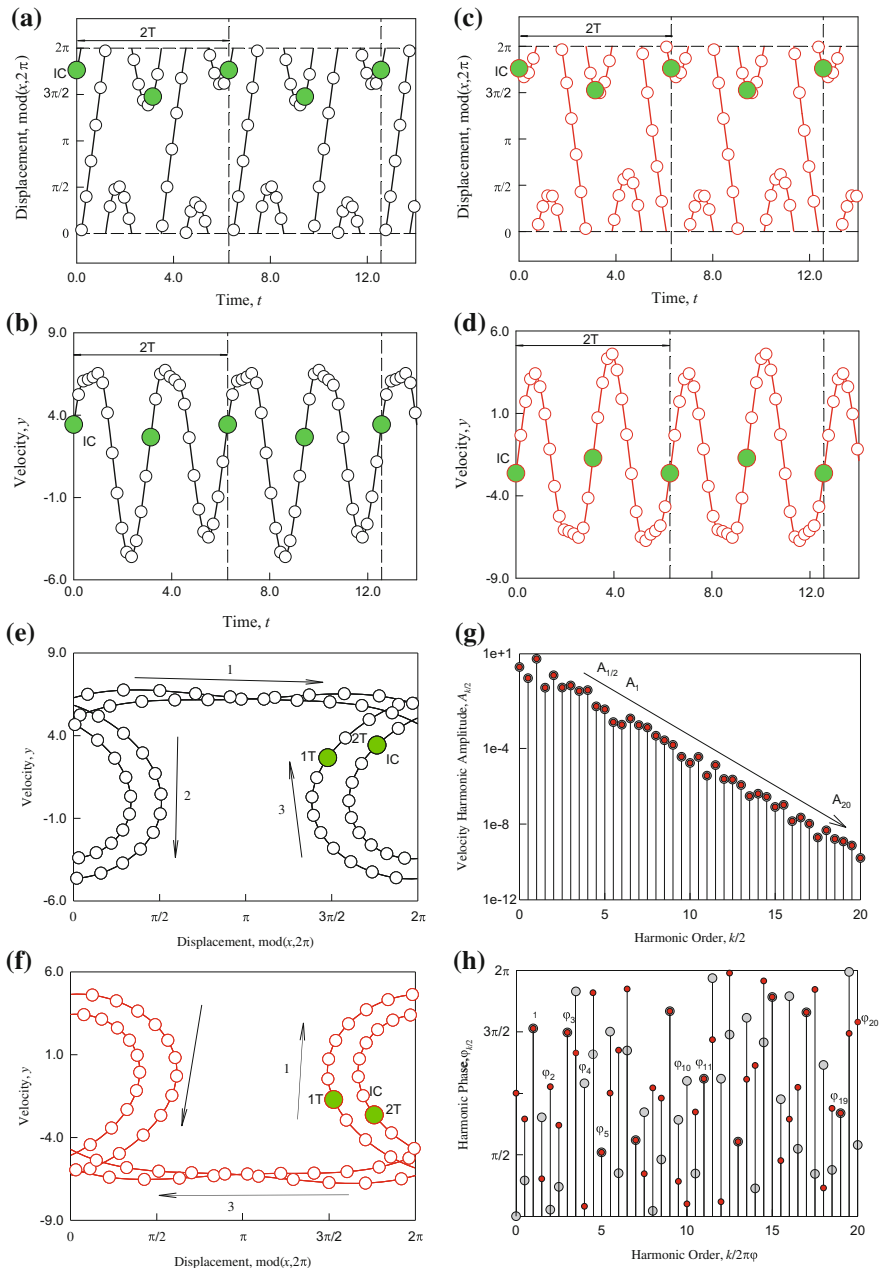 (a)
2T
2π
IC
3π/2
π
π/2
0
Displacement, mod(x,2π)
0.0
4.0
8.0
12.0
Time, t
(c)
2T
2π
IC
3π/2
π
π/2
0
Displacement, mod(x,2π)
0.0
4.0
8.0
12.0
Time, t
(b)
9.0
2T
4.0
IC
-1.0
-6.0
Velocity, y
0.0
4.0
8.0
12.0
Time, t
(d)
6.0
2T
1.0
IC
-4.0
-9.0
Velocity, y
0.0
4.0
8.0
12.0
Time, t
(e)
9.0
1
4.0
2T
1T
IC
2
3
-1.0
-6.0
Velocity, y
0
π/2
π
3π/2
2π
Displacement, mod(x,2π)
(g)
1e+1
A1/2
A1
1e-4
A20
1e-8
1e-12
Velocity Harmonic Amplitude, Ak/2
0
5
10
15
20
Harmonic Order, k/2
(f)
6.0
1
1.0
IC
1T
2T
-4.0
3
-9.0
Velocity, y
π/2
π
3π/2
2π
Displacement, mod(x,2π)
(h)
2π
1
φ3
φ20
3π/2
φ2
φ4
φ10
φ11
φ19
φ5
π/2
Harmonic Phase,φk/2
0
5
10
15
20
Harmonic Order, k/2πφ